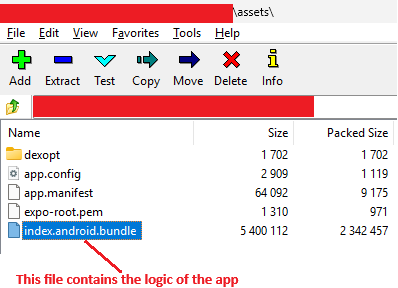 \assets\
File Edit View Favorites Tools Help
Add Extract Test Copy Move Delete Info
Name Size Packed Size
dexopt 1 702 1 702
app.config 2 909 1 119
app.manifest 64 092 9 175
expo-root.pem 1 310 971
index.android.bundle 5 400 112 2 342 457
This file contains the logic of the app